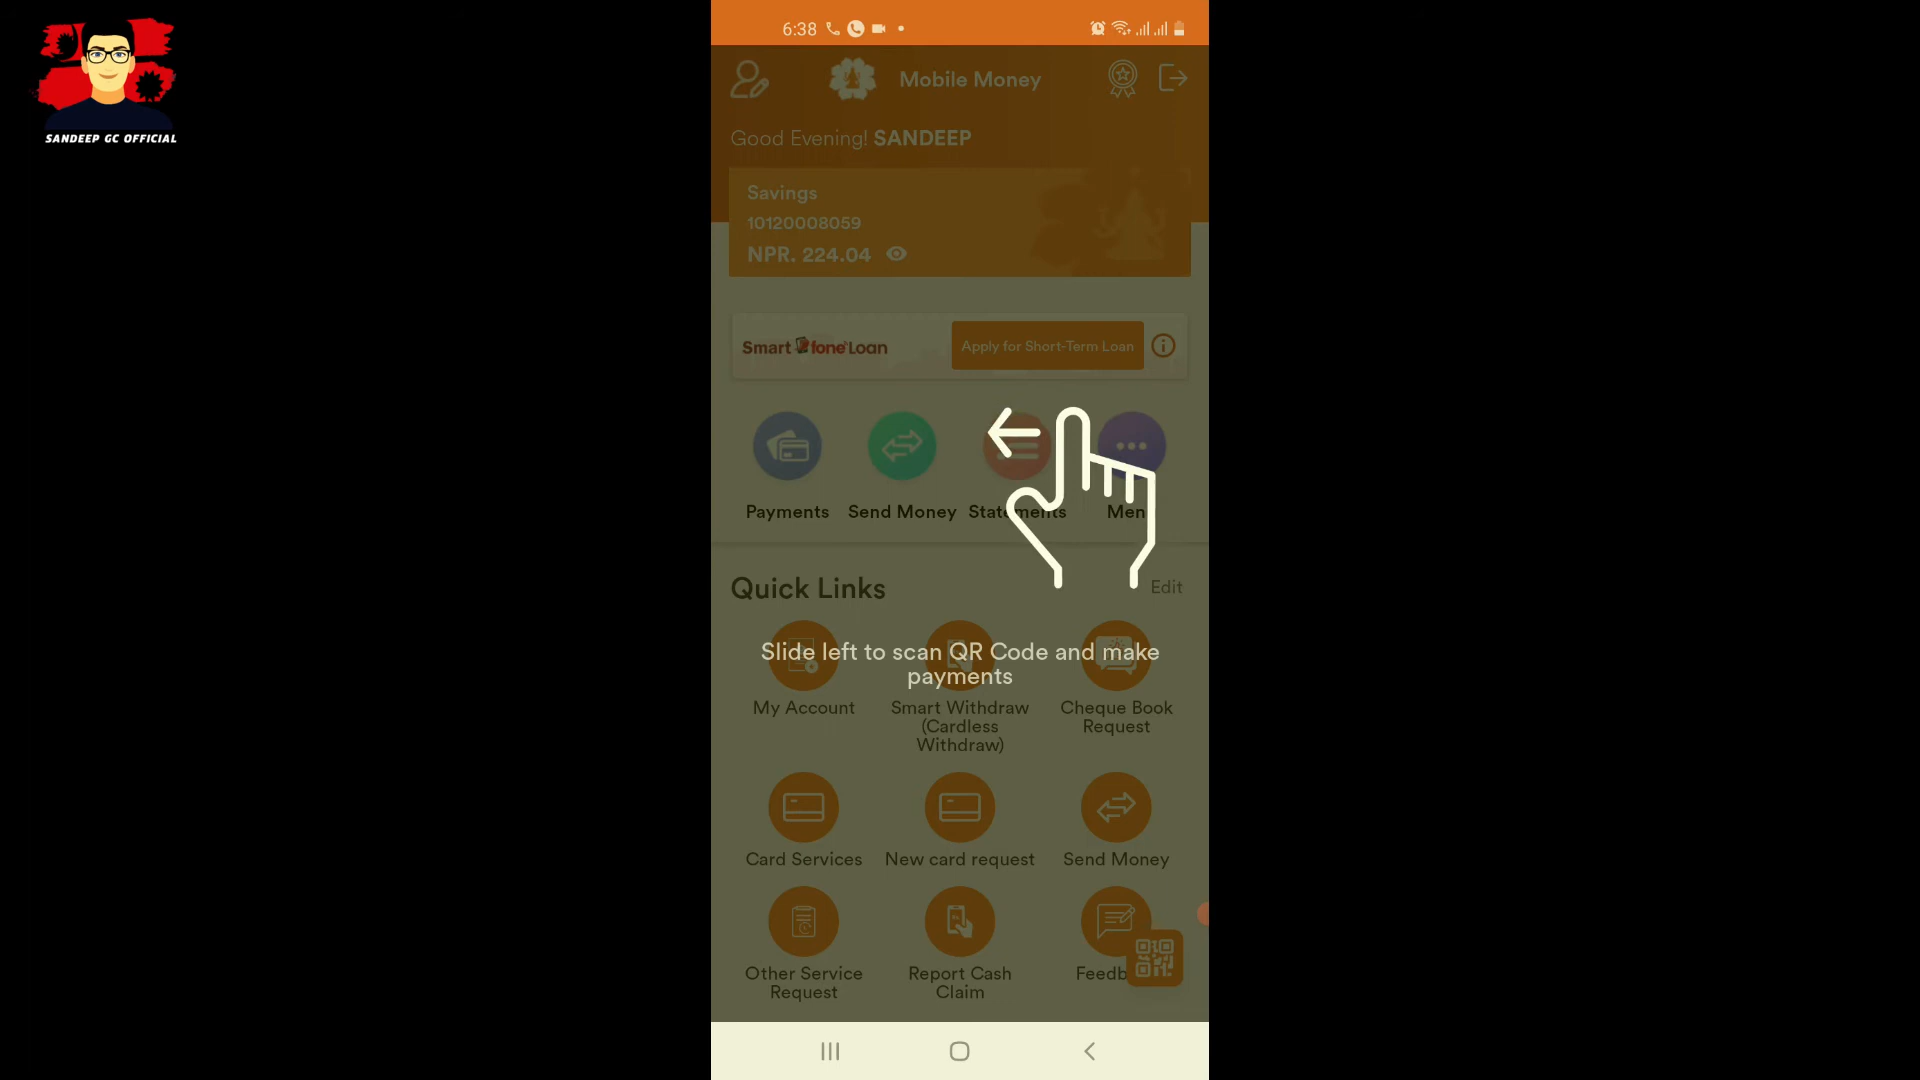 SANDEEP GC OFFICIAL
6:38
Mobile Money
Good Evening! SANDEEP
Savings
10120008059
NPR. 224.04
Smart fone Loan
Apply for Short-Term Loan
Payments
Send Money
Statements
Men
Quick Links
Edit
Slide left to scan QR Code and make
payments
My Account
Smart Withdraw
(Cardless
Withdraw)
Cheque Book
Request
Card Services
New card request
Send Money
Other Service
Request
Report Cash
Claim
Feedb